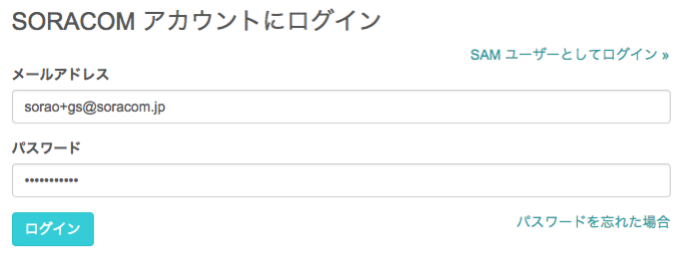 SORACOM アカウントにログイン
SAM ユーザーとしてログイン »
メールアドレス
sorao+gs@soracom.jp
パスワード
•••••••••••
ログイン
パスワードを忘れた場合